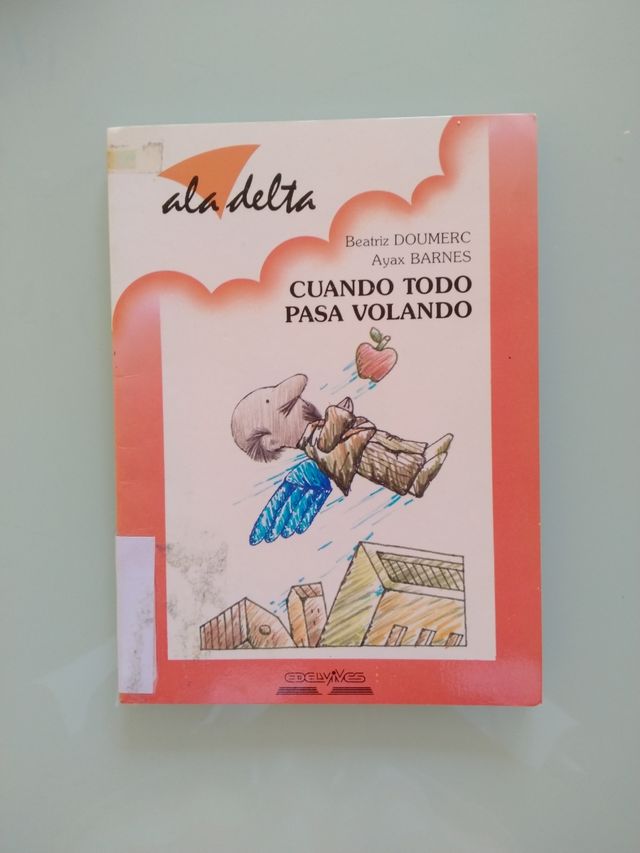 ala delta
Beatriz DOUMERC
Ayax BARNES
CUANDO TODO
PASA VOLANDO
EDELVIVES